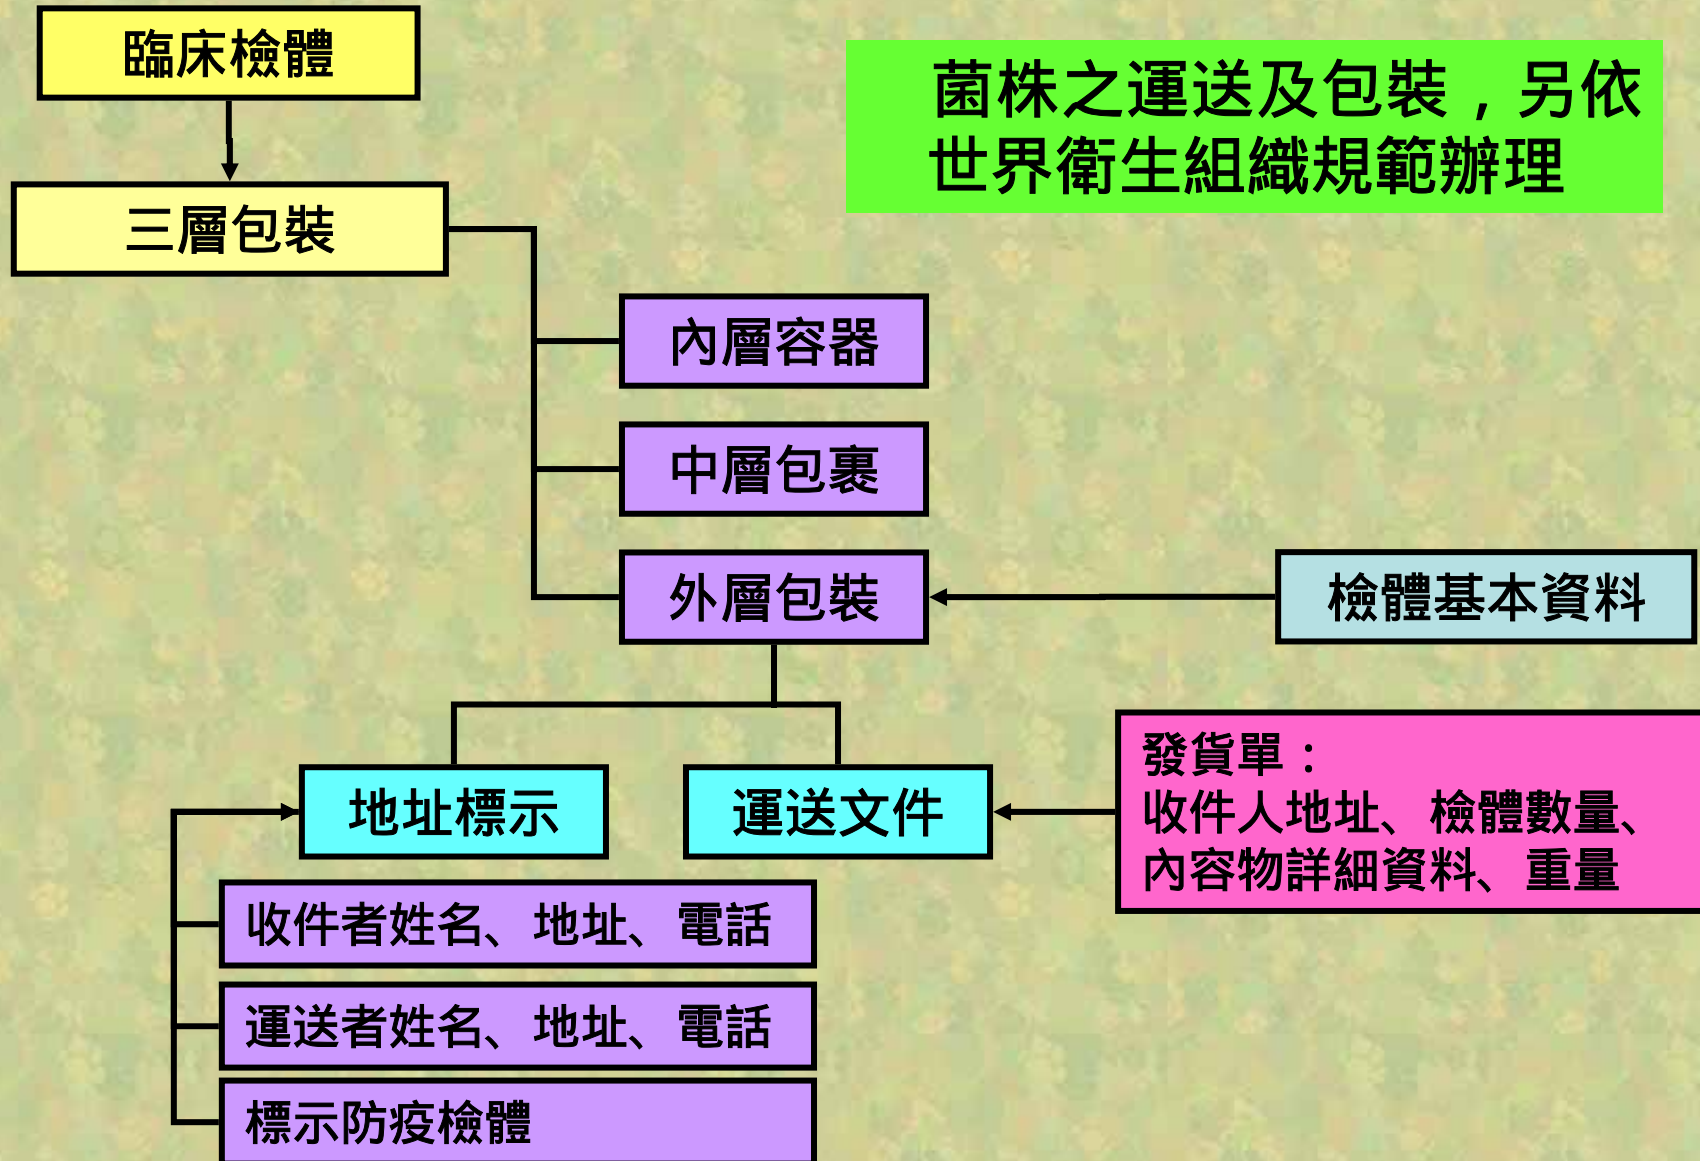 臨床檢體
菌株之運送及包裝，另依
世界衛生組織規範辦理
三層包裝
內層容器
中層包裹
外層包裝
檢體基本資料
地址標示
運送文件
發貨單：
收件人地址、檢體數量、
內容物詳細資料、重量
收件者姓名、地址、電話
運送者姓名、地址、電話
標示防疫檢體